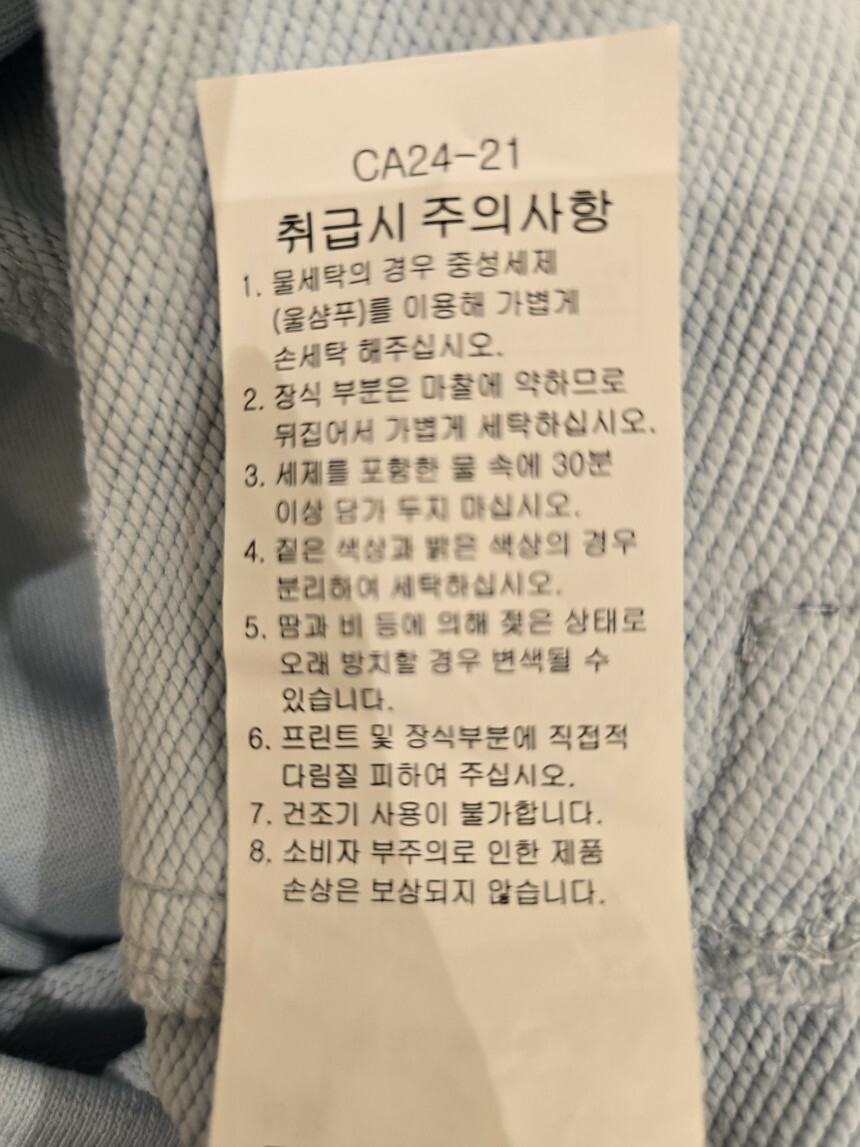 CA24-21
취급시 주의사항
1. 물세탁의 경우 중성세제
(울샴푸)를 이용해 가볍게
손세탁 해주십시오.
2. 장식 부분은 마찰에 약하므로
뒤집어서 가볍게 세탁하십시오.
3. 세제를 포함한 물 속에 30분
이상 담가 두지 마십시오.
4. 짙은 색상과 밝은 색상의 경우
분리하여 세탁하십시오.
5. 땀과 비 등에 의해 젖은 상태로
오래 방치할 경우 변색될 수
있습니다.
6. 프린트 및 장식부분에 직접적
다림질 피하여 주십시오.
7. 건조기 사용이 불가합니다.
8. 소비자 부주의로 인한 제품
손상은 보상되지 않습니다.